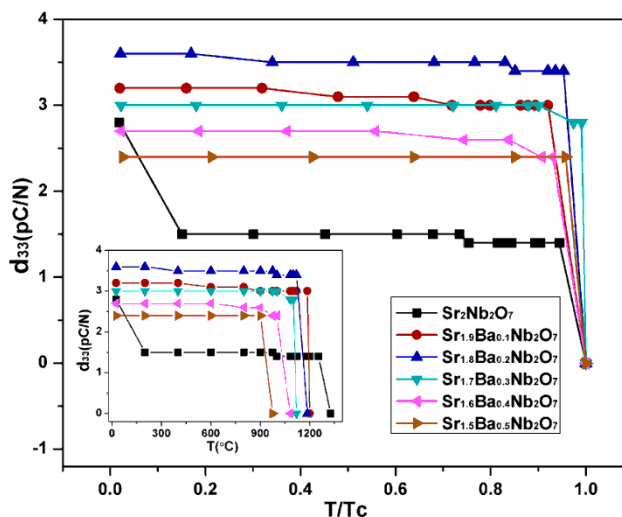 4
3
2
1
0
-1
d₃₃(pC/N)
4
3
2
1
0
d₃₃(pC/N)
0 300 600 900 1200
T(°C)
Sr₂Nb₂O₇
Sr₁.₉Ba₀.₁Nb₂O₇
Sr₁.₈Ba₀.₂Nb₂O₇
Sr₁.₇Ba₀.₃Nb₂O₇
Sr₁.₆Ba₀.₄Nb₂O₇
Sr₁.₅Ba₀.₅Nb₂O₇
0.0 0.2 0.4 0.6 0.8 1.0
T/Tc